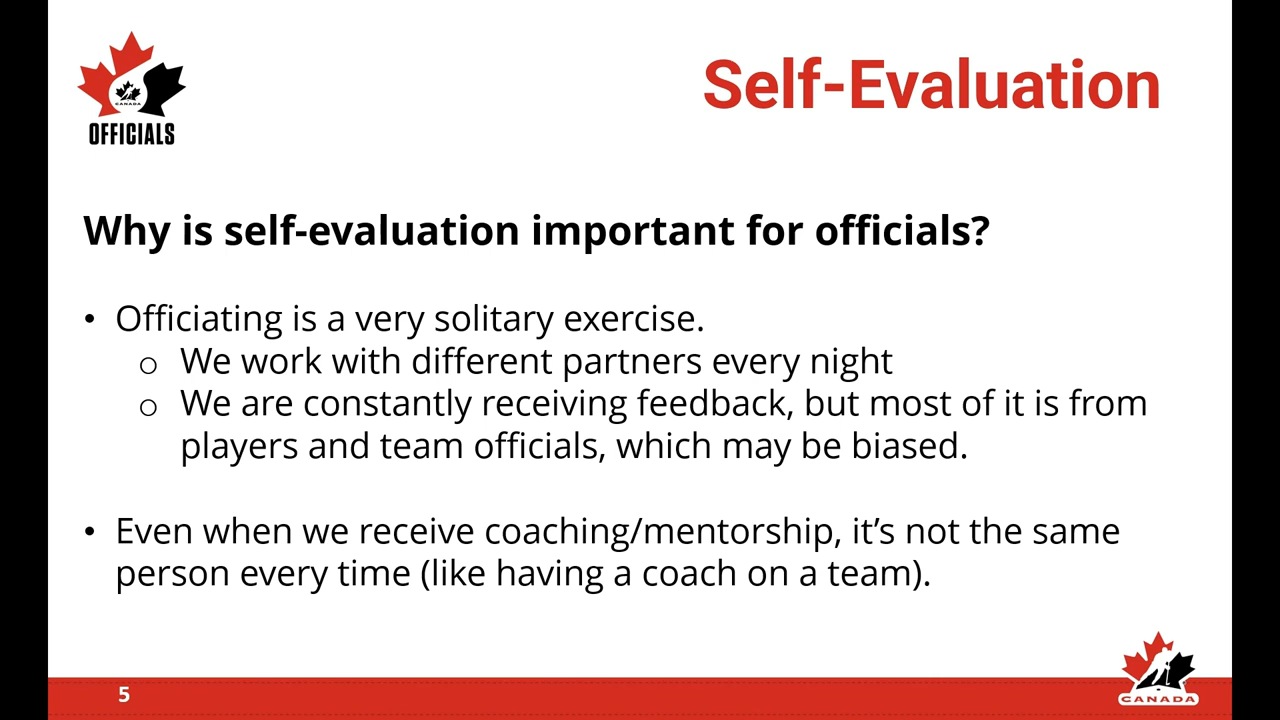 CANADA
OFFICIALS
Self-Evaluation
Why is self-evaluation important for officials?
• Officiating is a very solitary exercise.
o We work with different partners every night
o We are constantly receiving feedback, but most of it is from
players and team officials, which may be biased.
• Even when we receive coaching/mentorship, it’s not the same
person every time (like having a coach on a team).
5
CANADA